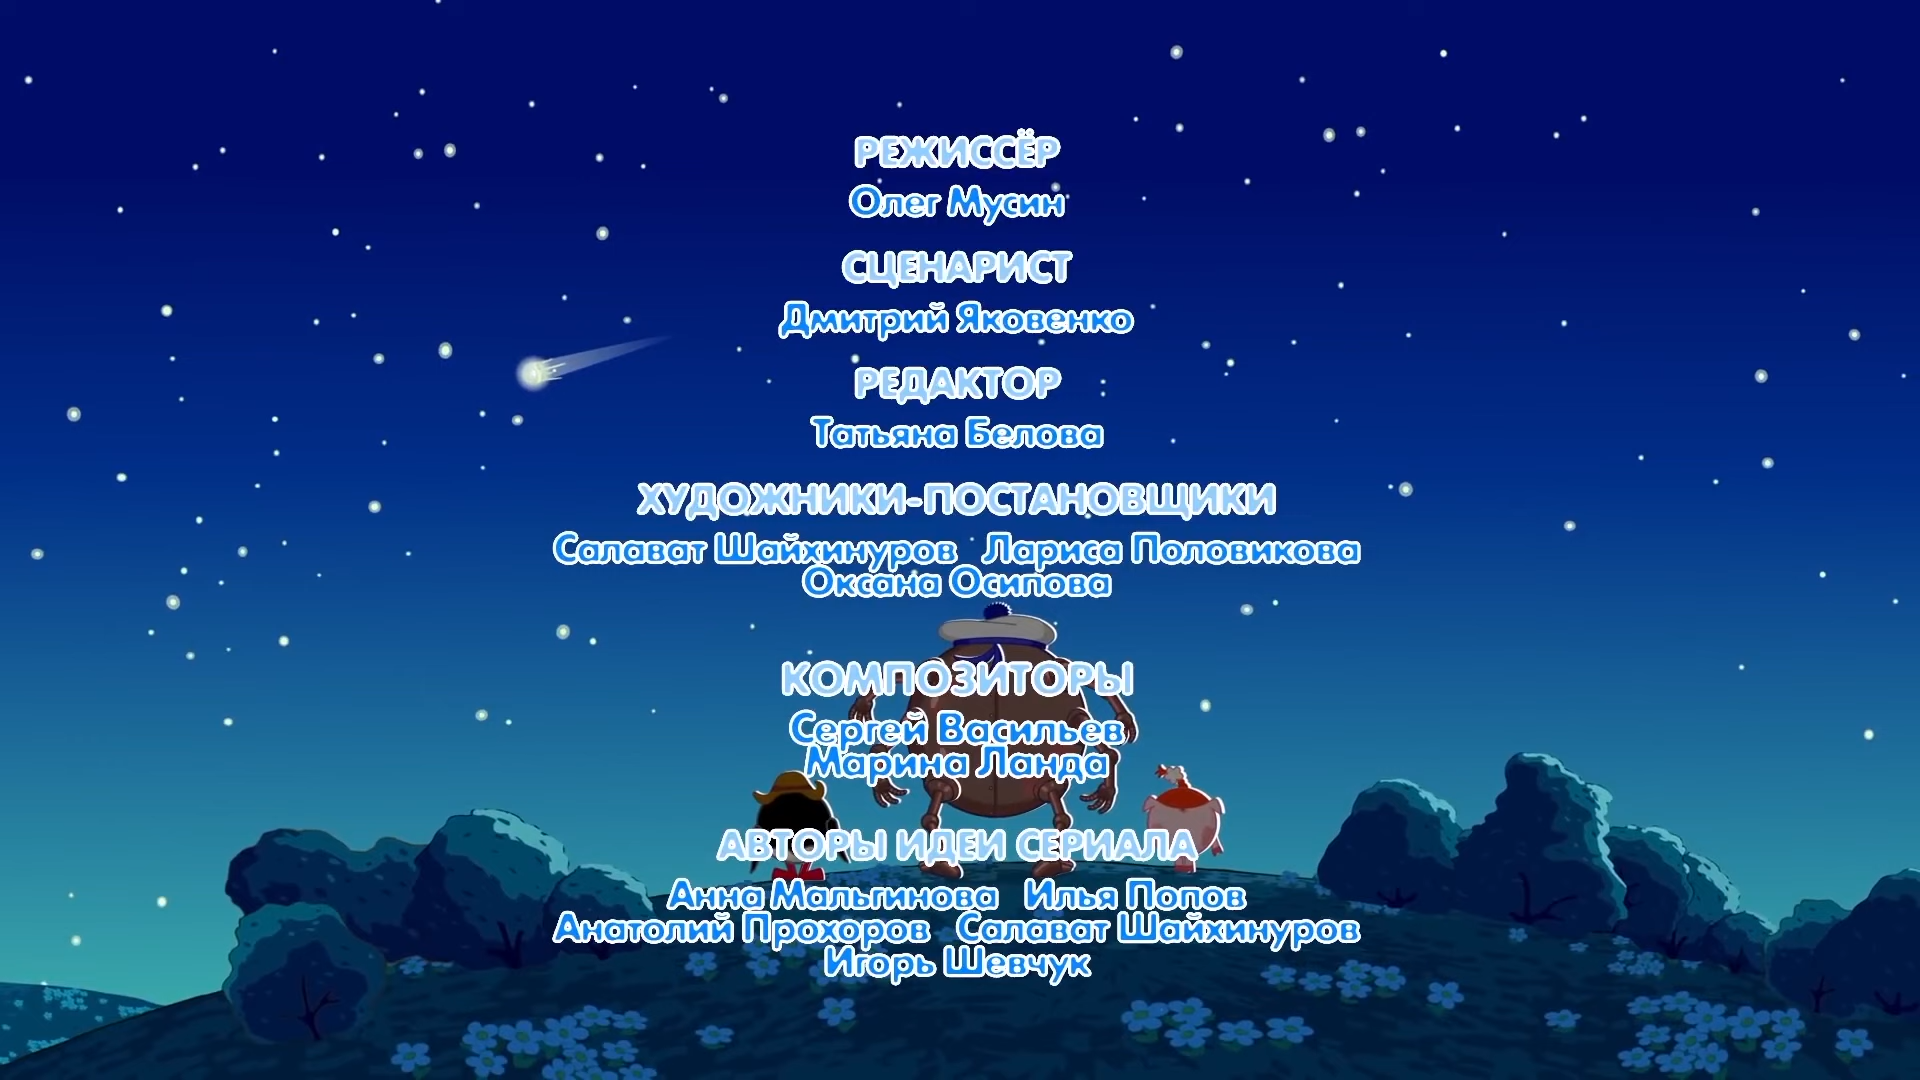 РЕЖИССЁР
Олег Мусин
СЦЕНАРИСТ
Дмитрий Яковенко
РЕДАКТОР
Татьяна Белова
ХУДОЖНИКИ-ПОСТАНОВЩИКИ
Салават Шайхинуров Лариса Половикова
Оксана Осипова
КОМПОЗИТОРЫ
Сергей Васильев
Марина Ланда
АВТОРЫ ИДЕИ СЕРИАЛА
Анна Мальгинова Илья Попов
Анатолий Прохоров Салават Шайхинуров
Игорь Шевчук